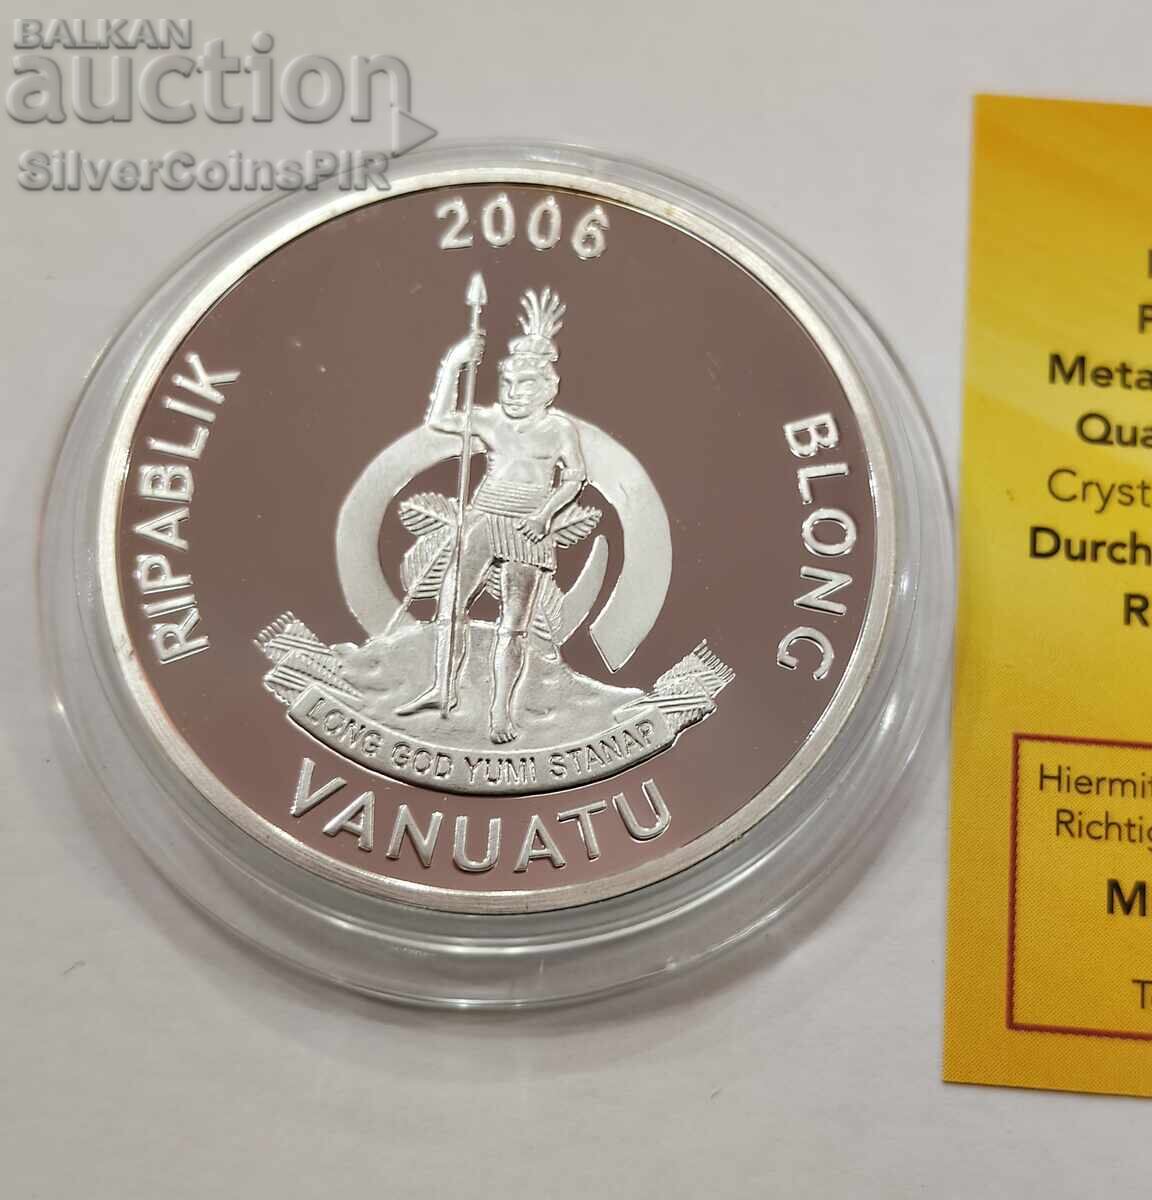 BALKAN
auction
SilverCoinsPIR
2006
RIPABLIK
BLONG
VANUATU
LONG GOD YUMI STANAP
Meta
Qua
Cryst
Durch
R
Hiermit
Richtig
M